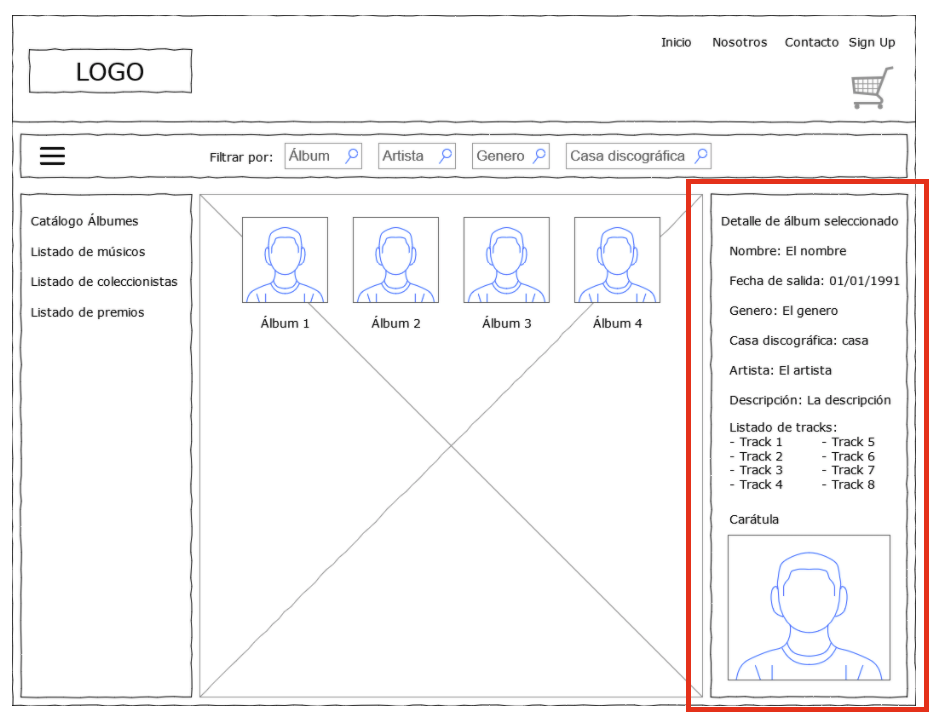 Inicio Nosotros Contacto Sign Up
LOGO
Filtrar por: Álbum Artista Genero Casa discográfica
Catálogo Álbumes
Listado de músicos
Listado de coleccionistas
Listado de premios
Álbum 1 Álbum 2 Álbum 3 Álbum 4
Detalle de álbum seleccionado
Nombre: El nombre
Fecha de salida: 01/01/1991
Genero: El genero
Casa discográfica: casa
Artista: El artista
Descripción: La descripción
Listado de tracks:
- Track 1 - Track 5
- Track 2 - Track 6
- Track 3 - Track 7
- Track 4 - Track 8
Carátula